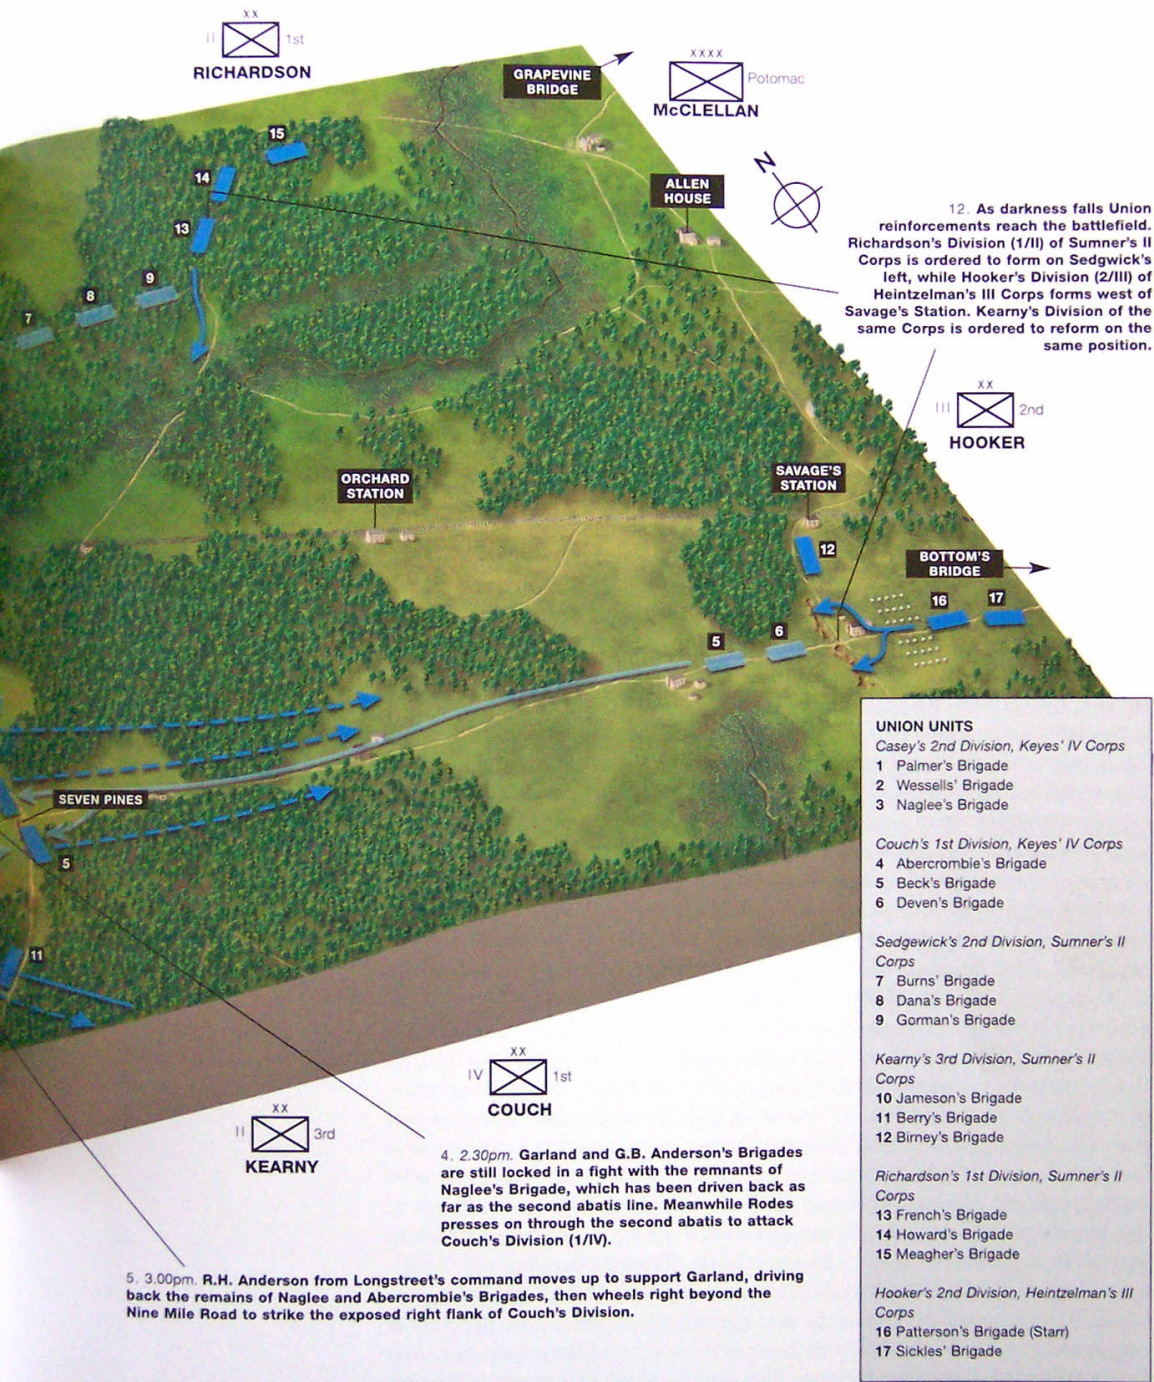 XX
II 1st
RICHARDSON
GRAPEVINE
BRIDGE
XXXX
Potomac
McCLELLAN
N
15
14
13
9
8
7
ALLEN
HOUSE
12. As darkness falls Union
reinforcements reach the battlefield.
Richardson's Division (1/II) of Sumner's II
Corps is ordered to form on Sedgwick's
left, while Hooker's Division (2/III) of
Heintzelman's III Corps forms west of
Savage's Station. Kearny's Division of the
same Corps is ordered to reform on the
same position.
XX
III 2nd
HOOKER
ORCHARD
STATION
SAVAGE'S
STATION
12
BOTTOM'S
BRIDGE
16
17
5
6
SEVEN PINES
5
11
UNION UNITS
Casey's 2nd Division, Keyes' IV Corps
1 Palmer's Brigade
2 Wessells' Brigade
3 Naglee's Brigade
Couch's 1st Division, Keyes' IV Corps
4 Abercrombie's Brigade
5 Beck's Brigade
6 Deven's Brigade
Sedgewick's 2nd Division, Sumner's II
Corps
7 Burns' Brigade
8 Dana's Brigade
9 Gorman's Brigade
Kearny's 3rd Division, Sumner's II
Corps
10 Jameson's Brigade
11 Berry's Brigade
12 Birney's Brigade
Richardson's 1st Division, Sumner's II
Corps
13 French's Brigade
14 Howard's Brigade
15 Meagher's Brigade
Hooker's 2nd Division, Heintzelman's III
Corps
16 Patterson's Brigade (Starr)
17 Sickles' Brigade
XX
IV 1st
COUCH
XX
II 3rd
KEARNY
4. 2.30pm. Garland and G.B. Anderson's Brigades
are still locked in a fight with the remnants of
Naglee's Brigade, which has been driven back as
far as the second abatis line. Meanwhile Rodes
presses on through the second abatis to attack
Couch's Division (1/IV).
5. 3.00pm. R.H. Anderson from Longstreet's command moves up to support Garland, driving
back the remains of Naglee and Abercrombie's Brigades, then wheels right beyond the
Nine Mile Road to strike the exposed right flank of Couch's Division.